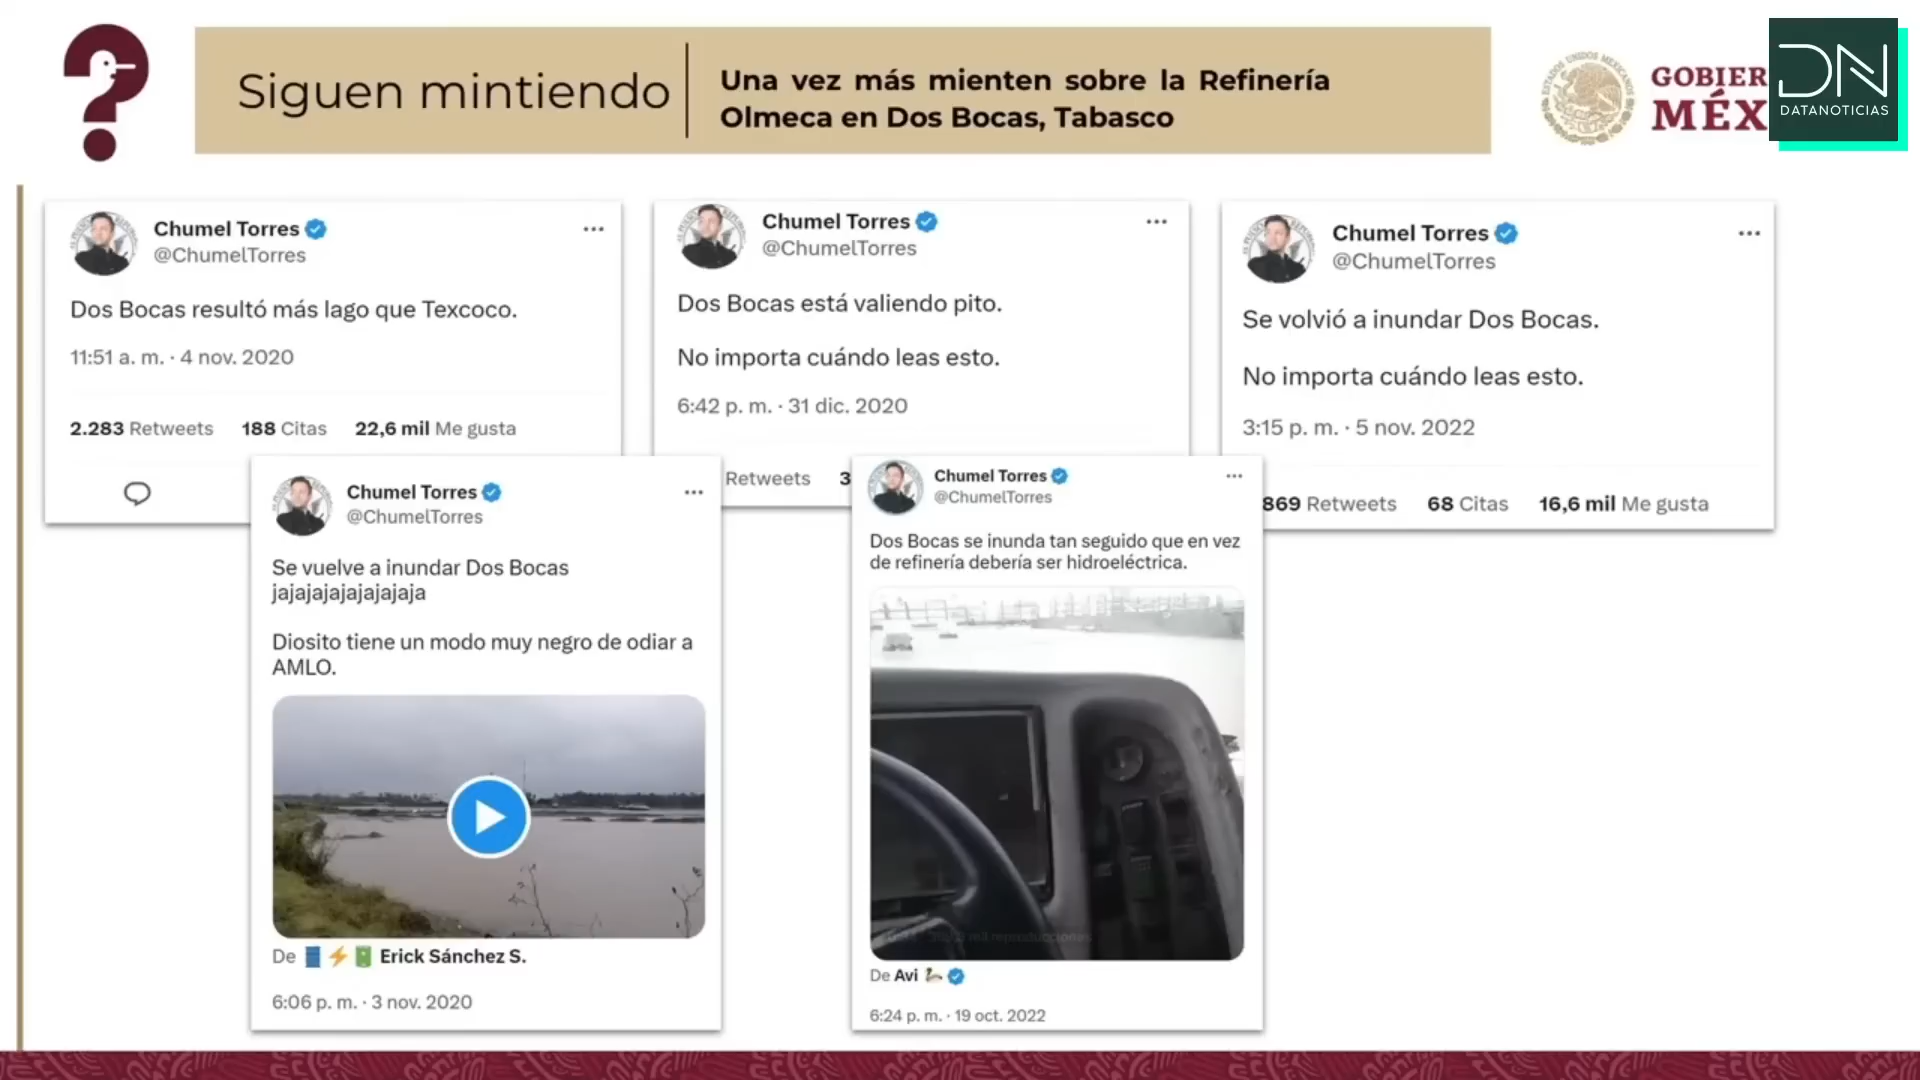 Siguen mintiendo
Una vez más mienten sobre la Refinería
Olmeca en Dos Bocas, Tabasco
ESTADOS UNIDOS MEXICANOS
GOBIER
MÉX
DN
DATANOTICIAS
Chumel Torres
@ChumelTorres
Dos Bocas resultó más lago que Texcoco.
11:51 a. m. · 4 nov. 2020
2.283 Retweets 188 Citas 22,6 mil Me gusta
Chumel Torres
@ChumelTorres
Dos Bocas está valiendo pito.
No importa cuándo leas esto.
6:42 p. m. · 31 dic. 2020
Retweets 3
Chumel Torres
@ChumelTorres
Se volvió a inundar Dos Bocas.
No importa cuándo leas esto.
3:15 p. m. · 5 nov. 2022
869 Retweets 68 Citas 16,6 mil Me gusta
Chumel Torres
@ChumelTorres
Se vuelve a inundar Dos Bocas
jajajajajajajaja
Diosito tiene un modo muy negro de odiar a
AMLO.
De 🛢️⚡🔋 Erick Sánchez S.
6:06 p. m. · 3 nov. 2020
Chumel Torres
@ChumelTorres
Dos Bocas se inunda tan seguido que en vez
de refinería debería ser hidroeléctrica.
De Avi
6:24 p. m. · 19 oct. 2022